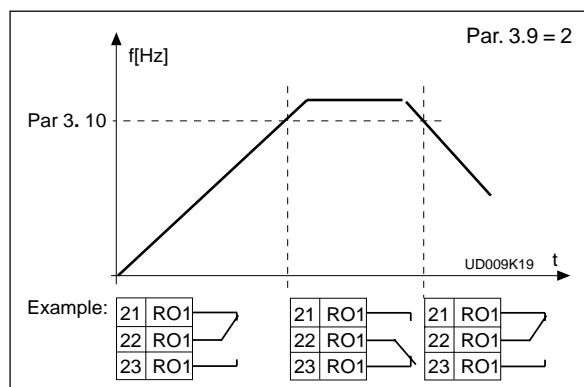 Par. 3.9 = 2
f[Hz]
Par 3. 10
t
UD009K19
Example:
21 RO1 21 RO1 21 RO1
22 RO1 22 RO1 22 RO1
23 RO1 23 RO1 23 RO1